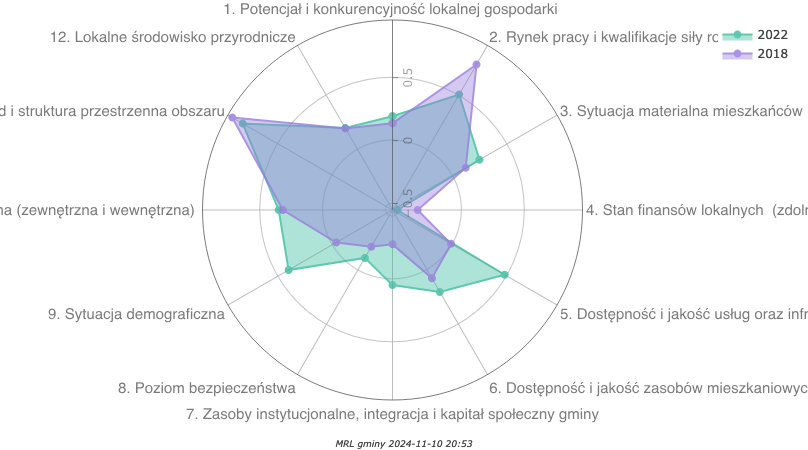 1. Potencjał i konkurencyjność lokalnej gospodarki
12. Lokalne środowisko przyrodnicze
2. Rynek pracy i kwalifikacje siły ro
2022
2018
0.5
d i struktura przestrzenna obszaru
3. Sytuacja materialna mieszkańców
0
-0.5
na (zewnętrzna i wewnętrzna)
4. Stan finansów lokalnych (zdoln
9. Sytuacja demograficzna
5. Dostępność i jakość usług oraz infr
8. Poziom bezpieczeństwa
6. Dostępność i jakość zasobów mieszkaniowyc
7. Zasoby instytucjonalne, integracja i kapitał społeczny gminy
MRL gminy 2024-11-10 20:53